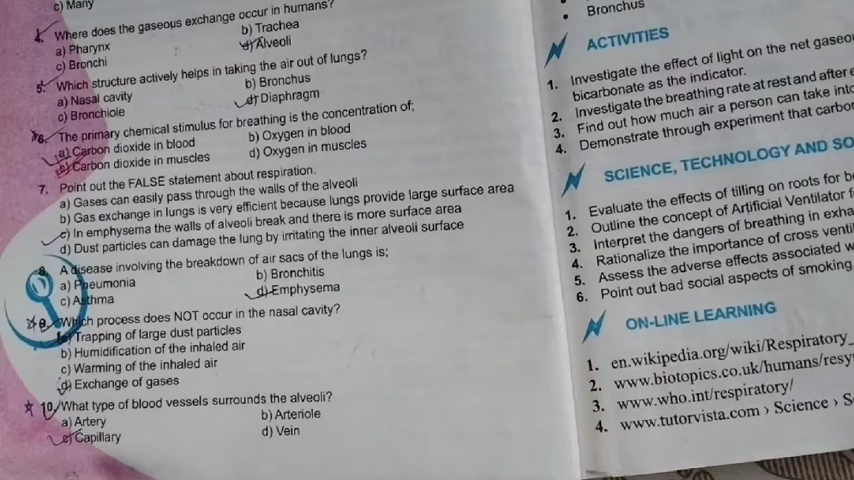 c) Many
4. Where does the gaseous exchange occur in humans?
a) Pharynx b) Trachea
c) Bronchi d) Alveoli
5. Which structure actively helps in taking the air out of lungs?
a) Nasal cavity b) Bronchus
c) Bronchiole d) Diaphragm
6. The primary chemical stimulus for breathing is the concentration of;
a) Carbon dioxide in blood b) Oxygen in blood
c) Carbon dioxide in muscles d) Oxygen in muscles
7. Point out the FALSE statement about respiration.
a) Gases can easily pass through the walls of the alveoli
b) Gas exchange in lungs is very efficient because lungs provide large surface area
c) In emphysema the walls of alveoli break and there is more surface area
d) Dust particles can damage the lung by irritating the inner alveoli surface
8. A disease involving the breakdown of air sacs of the lungs is;
a) Pneumonia b) Bronchitis
c) Asthma d) Emphysema
9. Which process does NOT occur in the nasal cavity?
a) Trapping of large dust particles
b) Humidification of the inhaled air
c) Warming of the inhaled air
d) Exchange of gases
10. What type of blood vessels surrounds the alveoli?
a) Artery b) Arteriole
c) Capillary d) Vein
• Bronchus
ACTIVITIES
1. Investigate the effect of light on the net gaseou
bicarbonate as the indicator.
2. Investigate the breathing rate at rest and after e
3. Find out how much air a person can take into
4. Demonstrate through experiment that carbon
SCIENCE, TECHNOLOGY AND SO
1. Evaluate the effects of tilling on roots for b
2. Outline the concept of Artificial Ventilator f
3. Interpret the dangers of breathing in exha
4. Rationalize the importance of cross venti
5. Assess the adverse effects associated w
6. Point out bad social aspects of smoking
ON-LINE LEARNING
1. en.wikipedia.org/wiki/Respiratory_
2. www.biotopics.co.uk/humans/resy
3. www.who.int/respiratory/
4. www.tutorvista.com › Science › S